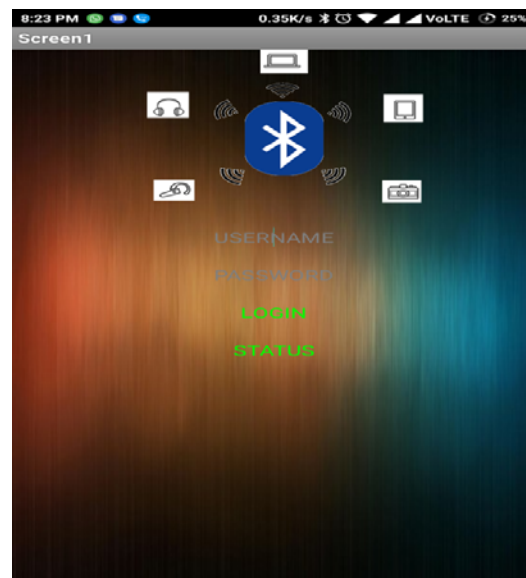 8:23 PM 0.35K/s VoLTE 25%
Screen1
USERNAME
PASSWORD
LOGIN
STATUS